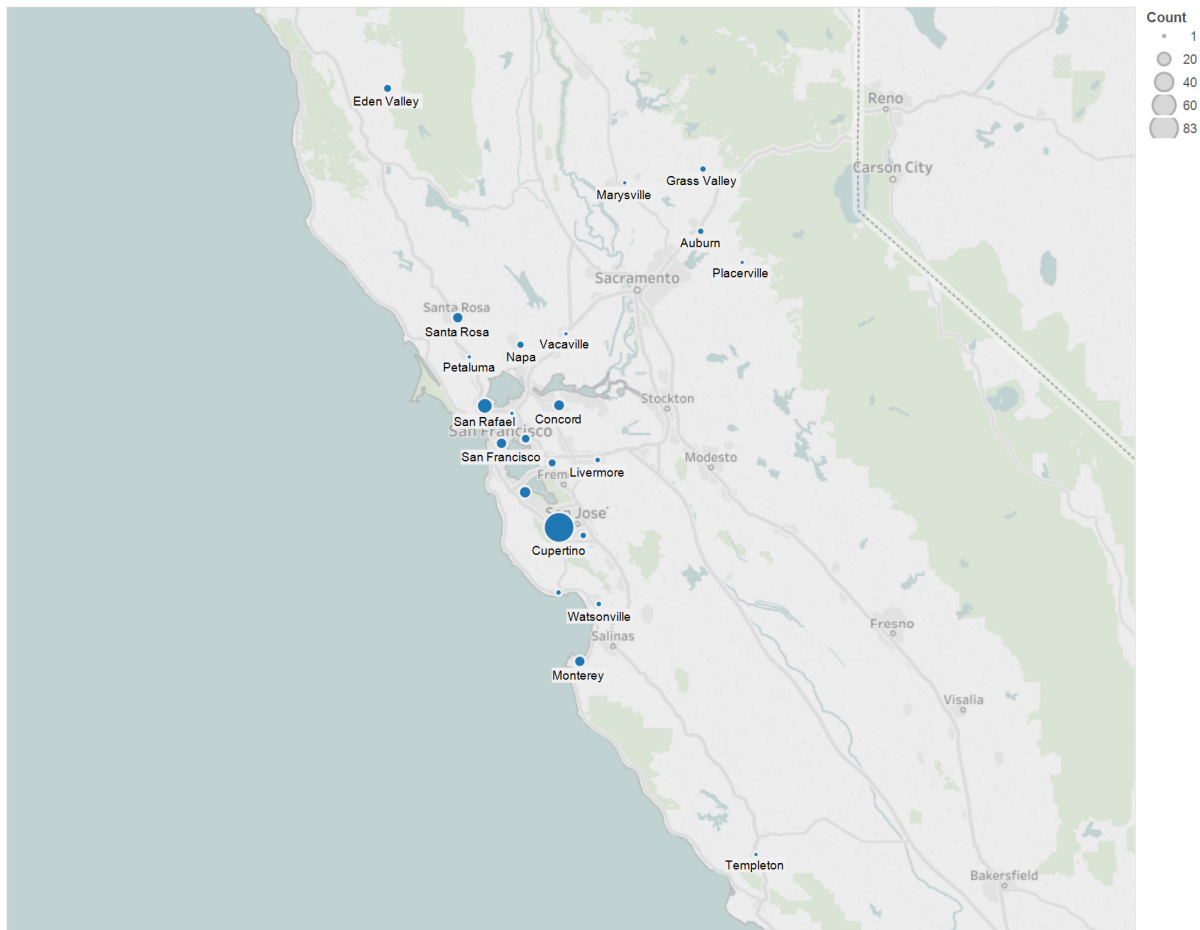 Count
1
20
40
60
83
Eden Valley
Reno
Carson City
Marysville
Grass Valley
Auburn
Placerville
Sacramento
Santa Rosa
Santa Rosa
Napa
Vacaville
Petaluma
Stockton
San Rafael
Concord
San Francisco
San Francisco
Modesto
Livermore
Frem
San José
Cupertino
Watsonville
Salinas
Fresno
Monterey
Visalia
Templeton
Bakersfield